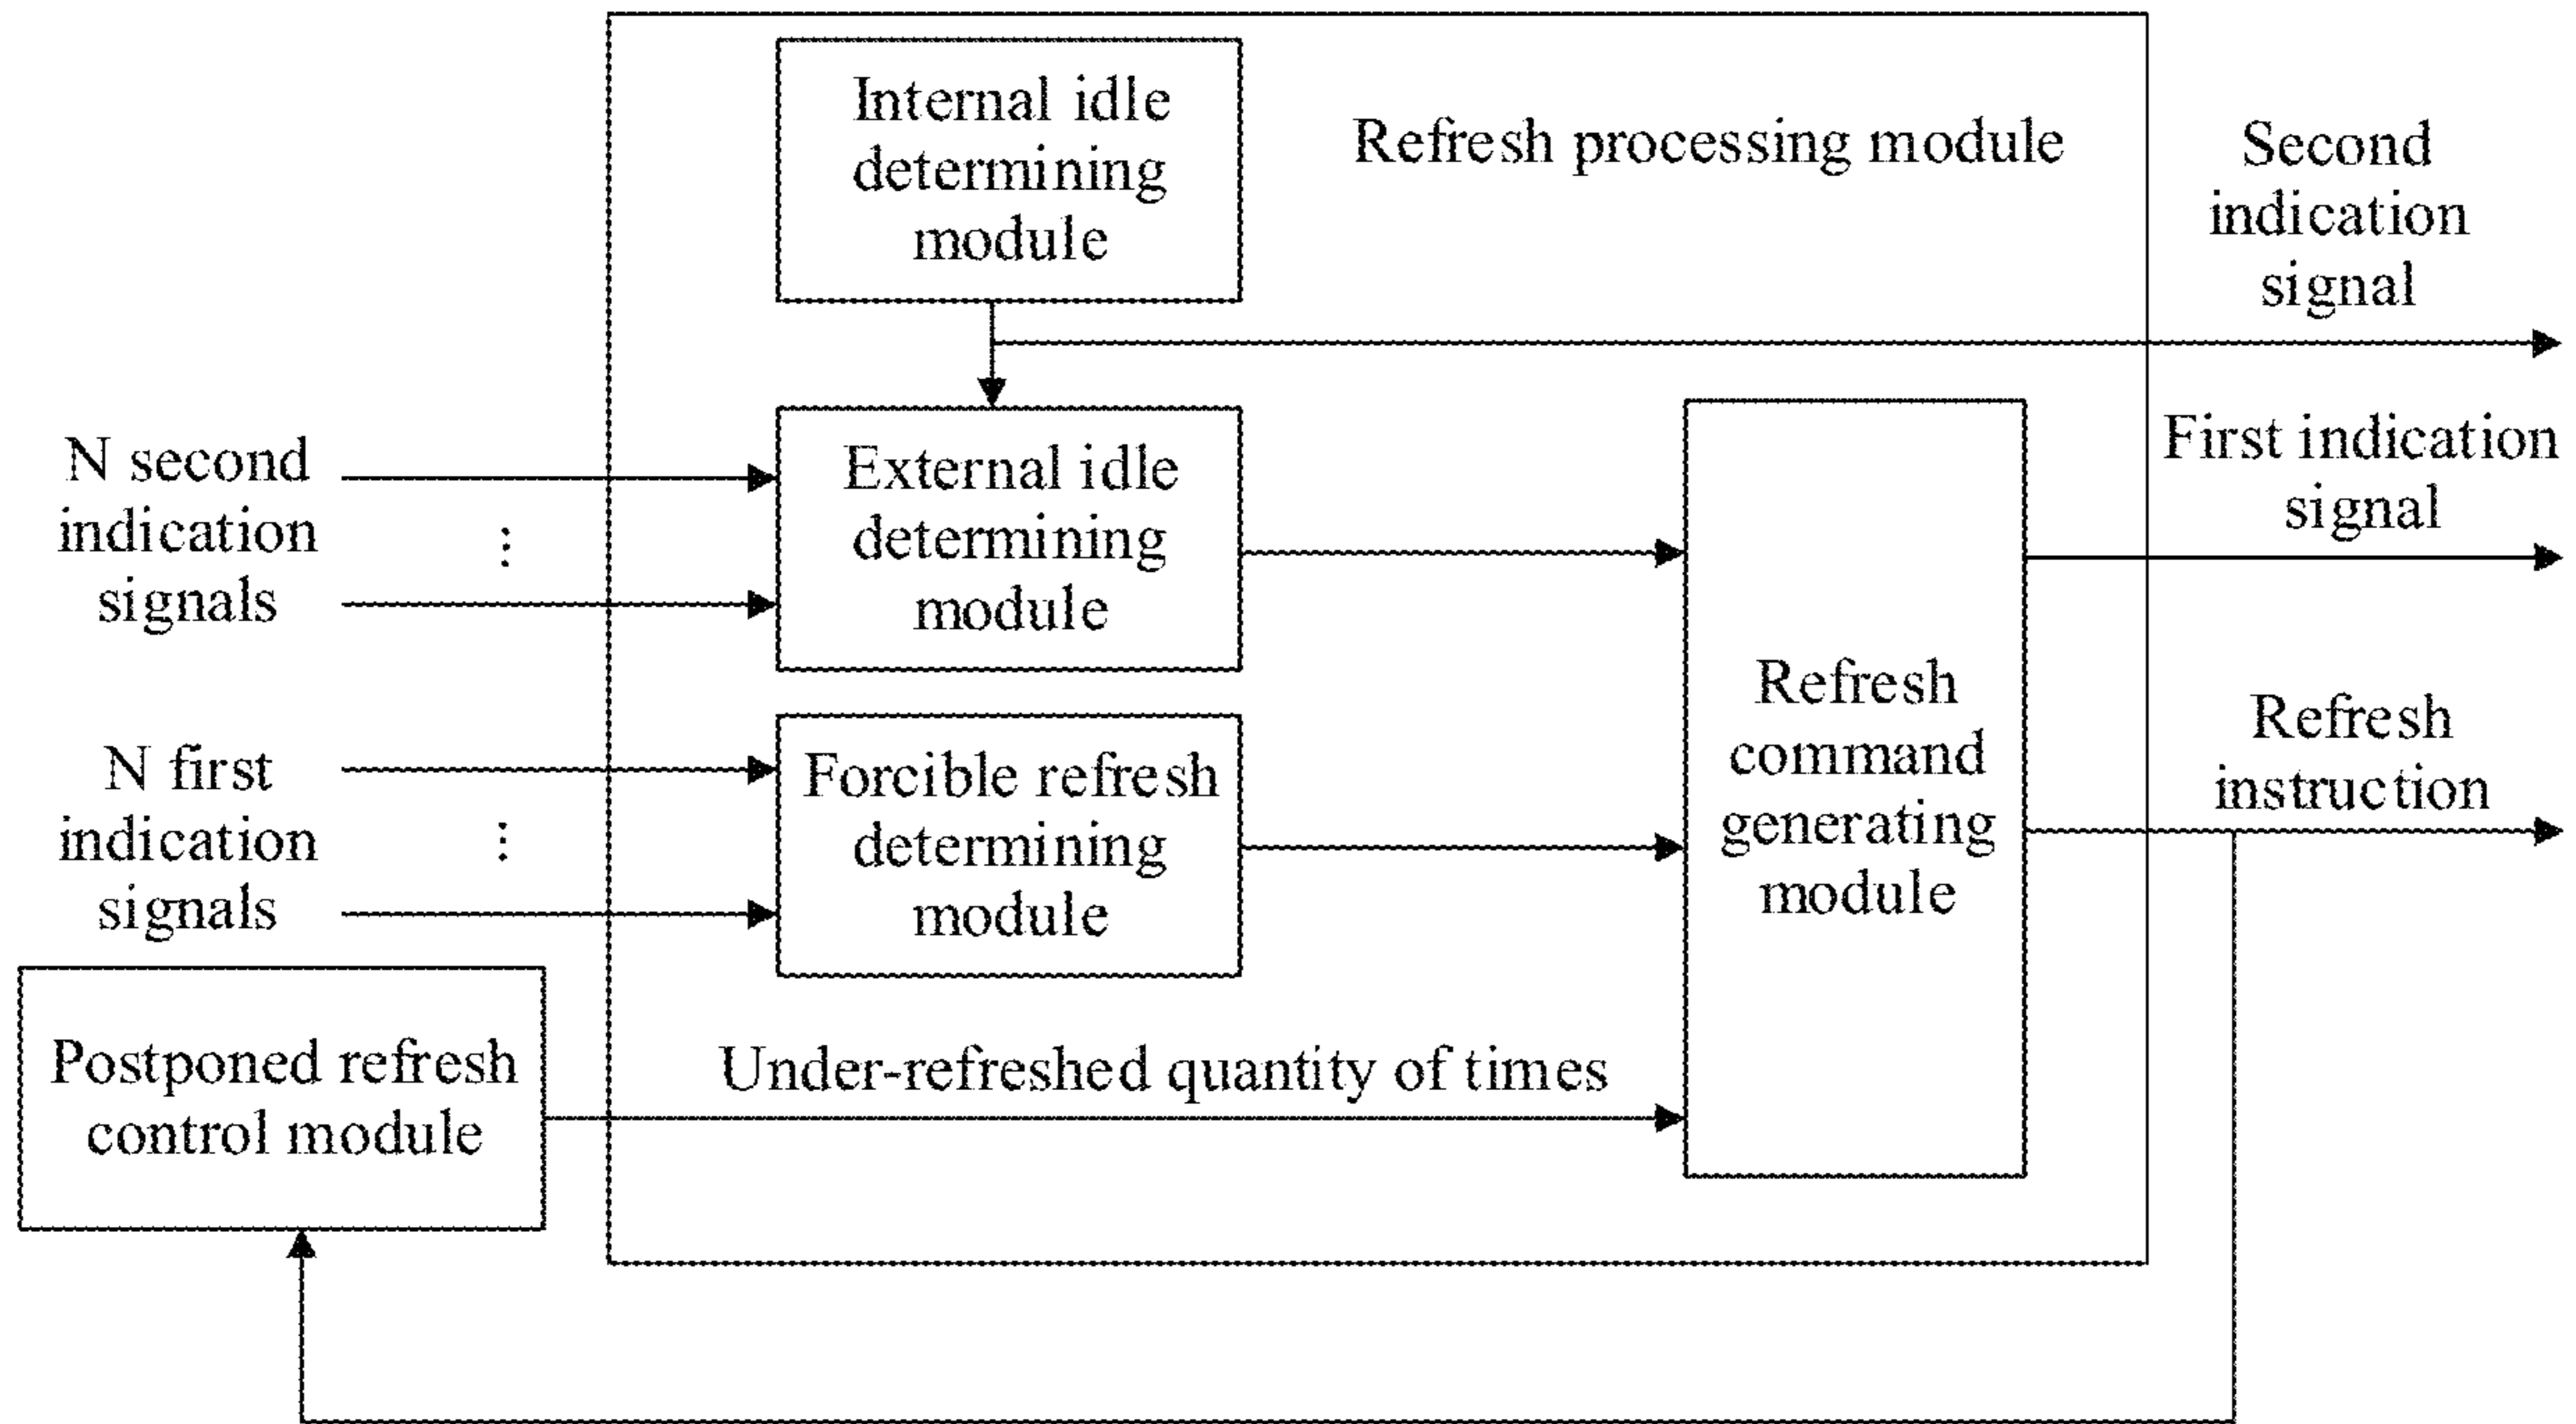 Internal idle
determining
module
Refresh processing module
Second
indication
signal
N second
indication
signals
⋮
External idle
determining
module
First indication
signal
N first
indication
signals
⋮
Forcible refresh
determining
module
Refresh
command
generating
module
Refresh
instruction
Postponed refresh
control module
Under-refreshed quantity of times